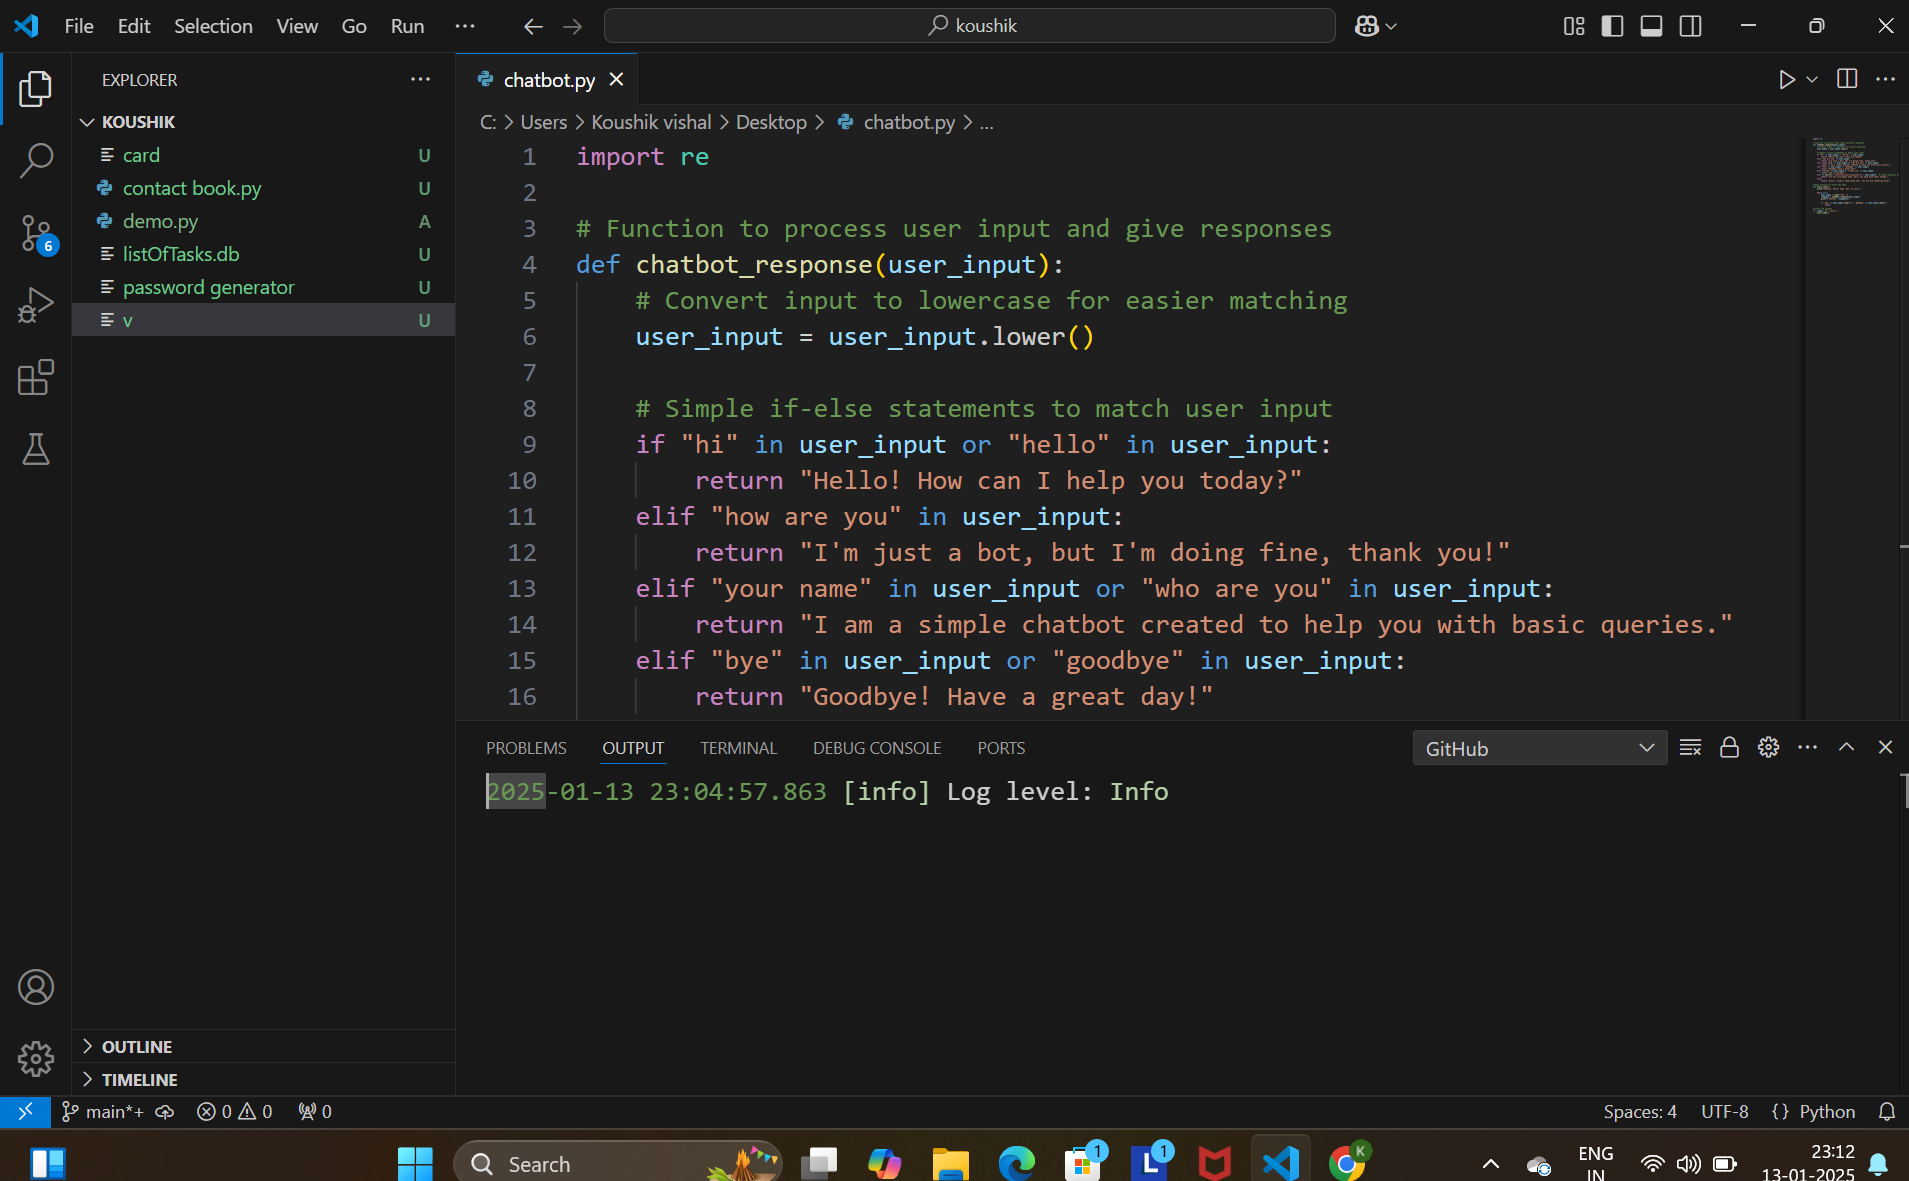 File Edit Selection View Go Run ··· koushik
EXPLORER ···
KOUSHIK
card U
contact book.py U
demo.py A
listOfTasks.db U
password generator U
v U
6
OUTLINE
TIMELINE
chatbot.py
C: > Users > Koushik vishal > Desktop > chatbot.py > ...
1 import re
2
3 # Function to process user input and give responses
4 def chatbot_response(user_input):
5 # Convert input to lowercase for easier matching
6 user_input = user_input.lower()
7
8 # Simple if-else statements to match user input
9 if "hi" in user_input or "hello" in user_input:
10 return "Hello! How can I help you today?"
11 elif "how are you" in user_input:
12 return "I'm just a bot, but I'm doing fine, thank you!"
13 elif "your name" in user_input or "who are you" in user_input:
14 return "I am a simple chatbot created to help you with basic queries."
15 elif "bye" in user_input or "goodbye" in user_input:
16 return "Goodbye! Have a great day!"
PROBLEMS OUTPUT TERMINAL DEBUG CONSOLE PORTS GitHub
2025-01-13 23:04:57.863 [info] Log level: Info
main*+ 0 0 0 Spaces: 4 UTF-8 {} Python
Search 1 L 1 K ENG 23:12
IN 13-01-2025